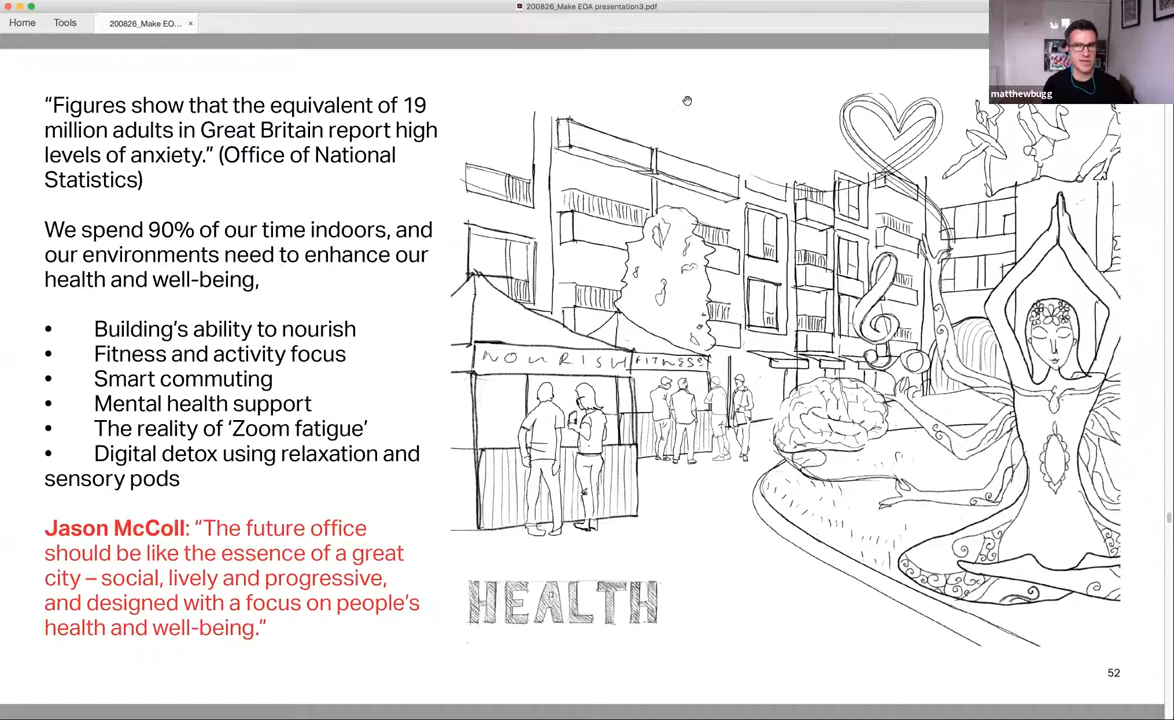 200826_Make EOA presentation3.pdf
Home
Tools
200826_Make EO... ×
matthewbugg
“Figures show that the equivalent of 19
million adults in Great Britain report high
levels of anxiety.” (Office of National
Statistics)
We spend 90% of our time indoors, and
our environments need to enhance our
health and well-being,
• Building’s ability to nourish
• Fitness and activity focus
• Smart commuting
• Mental health support
• The reality of ‘Zoom fatigue’
• Digital detox using relaxation and
sensory pods
Jason McColl: “The future office
should be like the essence of a great
city – social, lively and progressive,
and designed with a focus on people’s
health and well-being.”
NOURISH
FITNESS
HEALTH
52